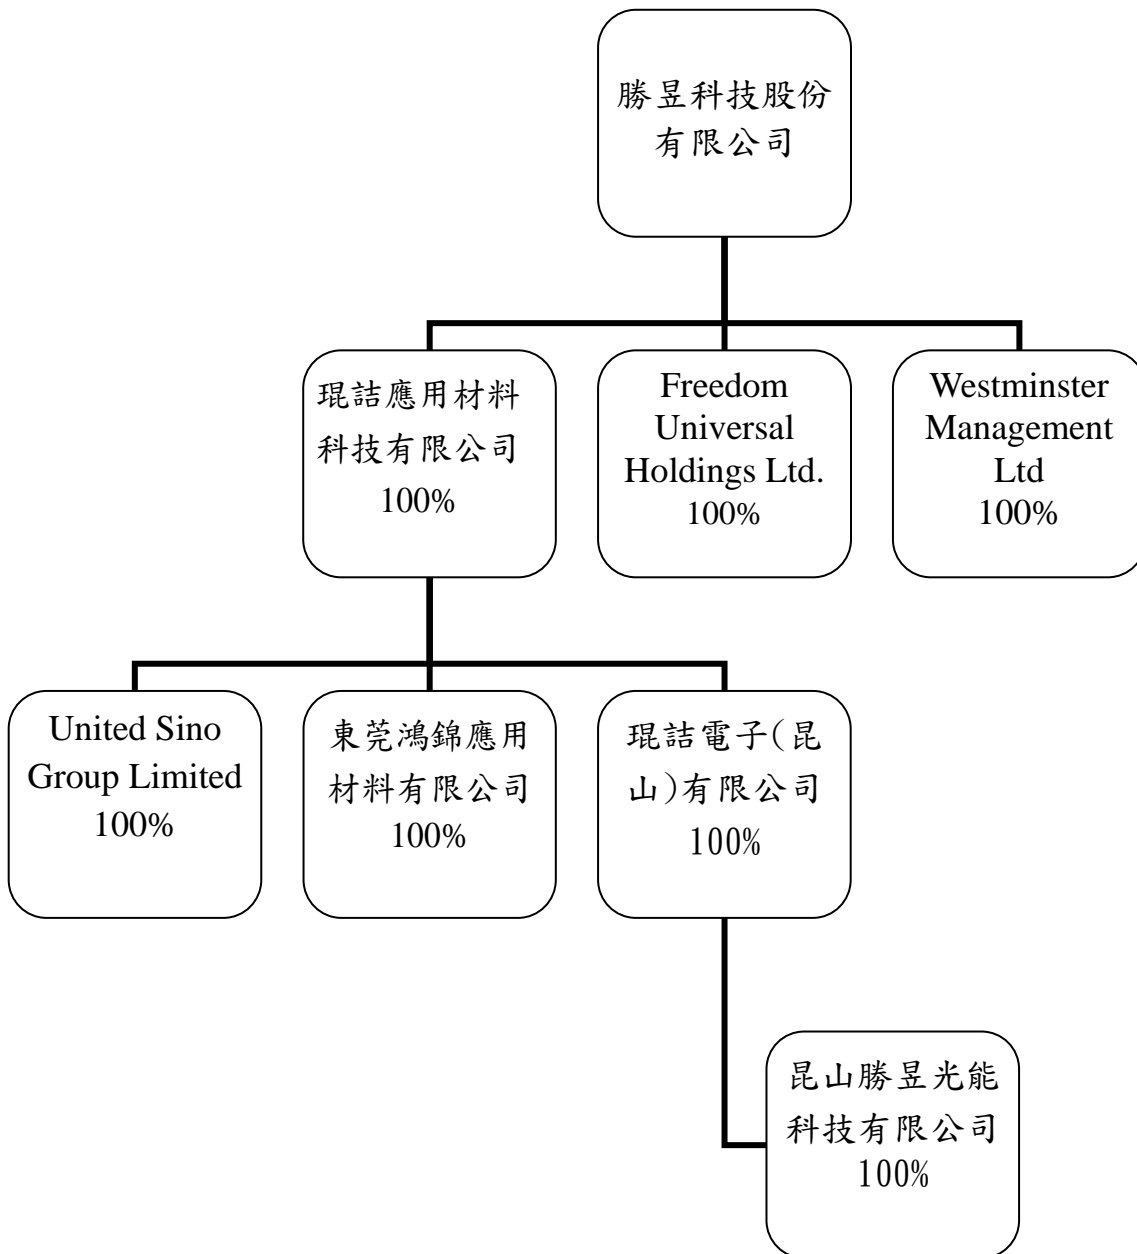 勝昱科技股份
有限公司
琨詰應用材料
科技有限公司
100%
Freedom
Universal
Holdings Ltd.
100%
Westminster
Management
Ltd
100%
United Sino
Group Limited
100%
東莞鴻錦應用
材料有限公司
100%
琨詰電子(昆
山)有限公司
100%
昆山勝昱光能
科技有限公司
100%